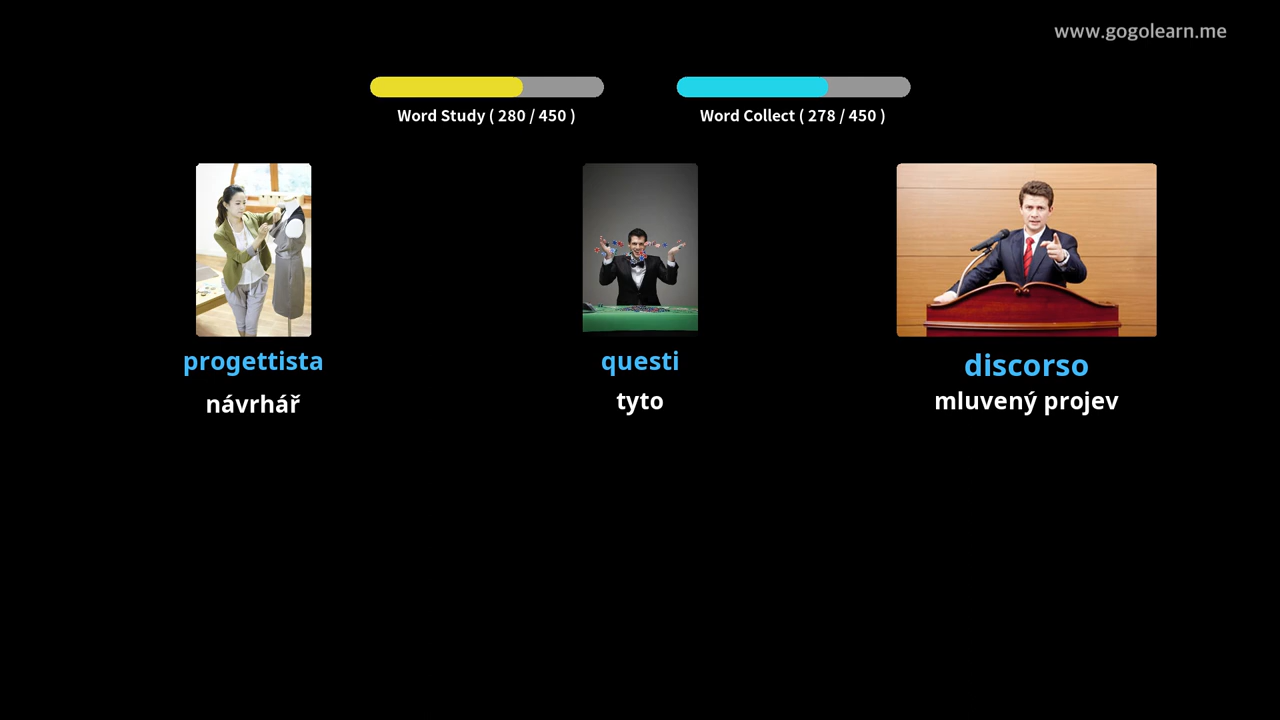 www.gogolearn.me
Word Study ( 280 / 450 )
Word Collect ( 278 / 450 )
progettista
návrhář
questi
tyto
discorso
mluvený projev